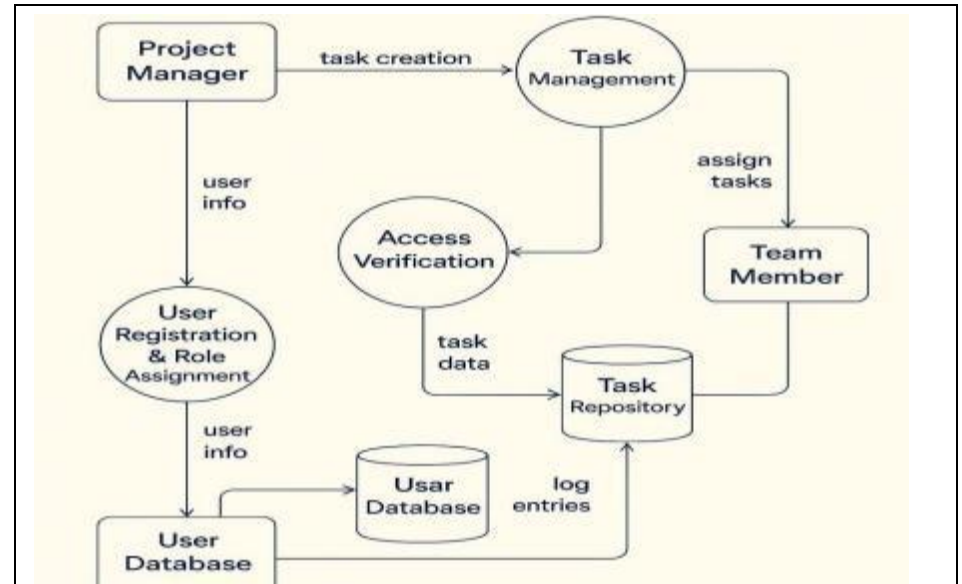 Project
Manager
task creation
Task
Management
user
info
assign
tasks
Access
Verification
Team
Member
User
Registration
& Role
Assignment
task
data
Task
Repository
user
info
Usar
Database
log
entries
User
Database